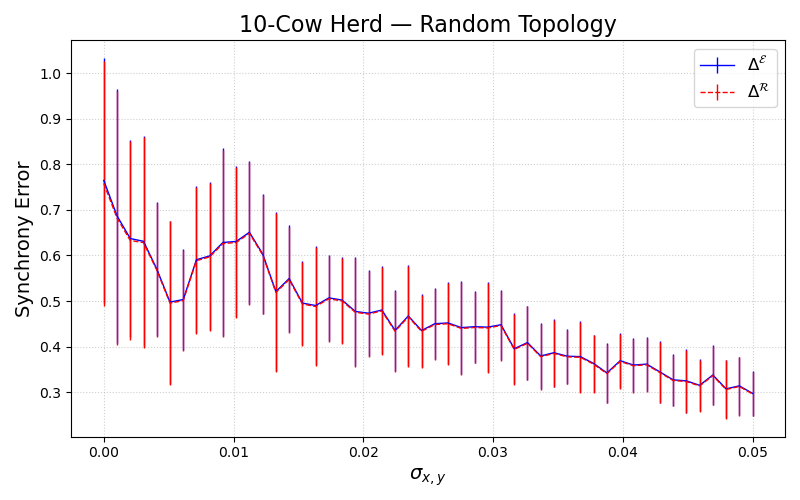 10-Cow Herd — Random Topology
Δ^ℰ
Δ^ℛ
Synchrony Error
1.0
0.9
0.8
0.7
0.6
0.5
0.4
0.3
0.00 0.01 0.02 0.03 0.04 0.05
σ_{x, y}